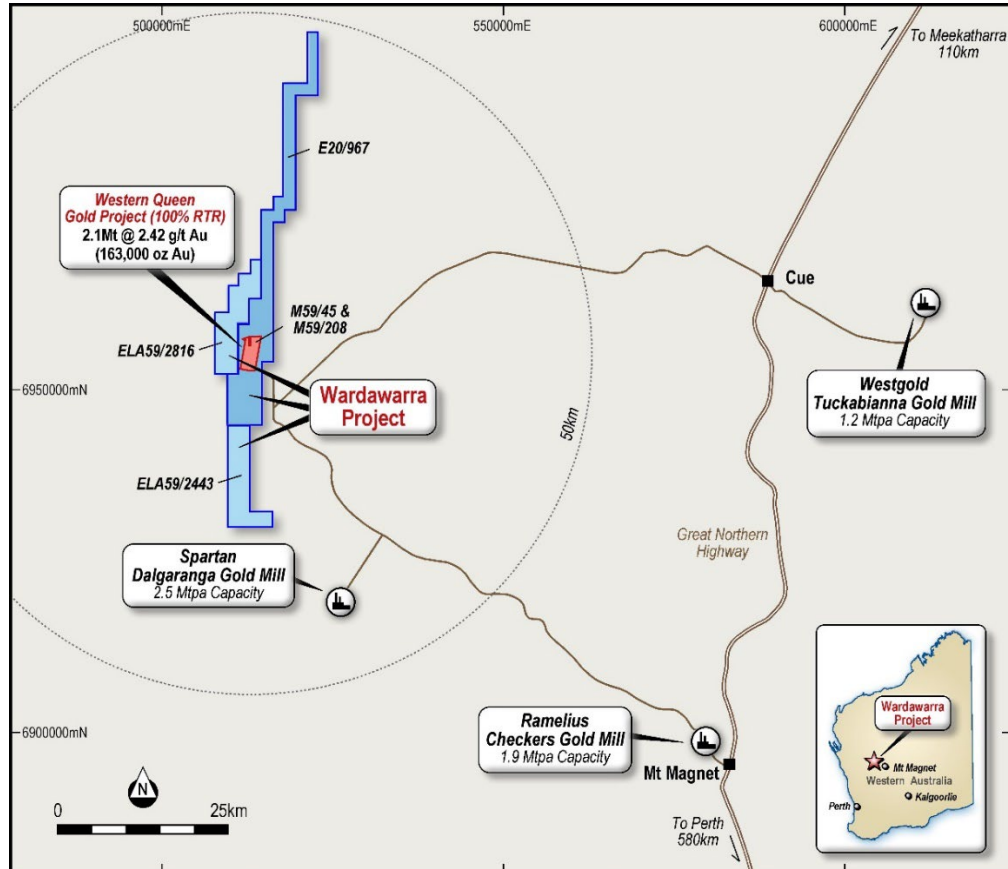 500000mE
550000mE
600000mE
To Meekatharra
110km
E20/967
Western Queen
Gold Project (100% RTR)
2.1Mt @ 2.42 g/t Au
(163,000 oz Au)
M59/45 &
M59/208
ELA59/2816
Cue
6950000mN
Wardawarra
Project
50km
Westgold
Tuckabianna Gold Mill
1.2 Mtpa Capacity
ELA59/2443
Great Northern
Highway
Spartan
Dalgaranga Gold Mill
2.5 Mtpa Capacity
6900000mN
Ramelius
Checkers Gold Mill
1.9 Mtpa Capacity
Mt Magnet
N
0
25km
To Perth
580km
Wardawarra
Project
Mt Magnet
Western Australia
Kalgoorlie
Perth